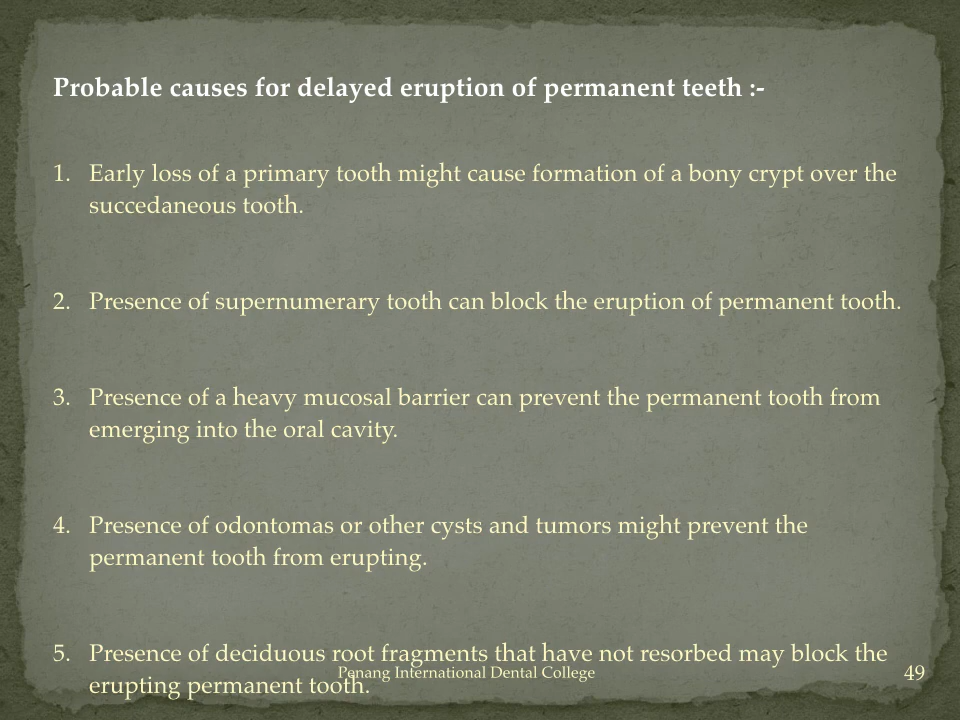 Probable causes for delayed eruption of permanent teeth :-
1. Early loss of a primary tooth might cause formation of a bony crypt over the
succedaneous tooth.
2. Presence of supernumerary tooth can block the eruption of permanent tooth.
3. Presence of a heavy mucosal barrier can prevent the permanent tooth from
emerging into the oral cavity.
4. Presence of odontomas or other cysts and tumors might prevent the
permanent tooth from erupting.
5. Presence of deciduous root fragments that have not resorbed may block the
erupting permanent tooth.
Penang International Dental College
49